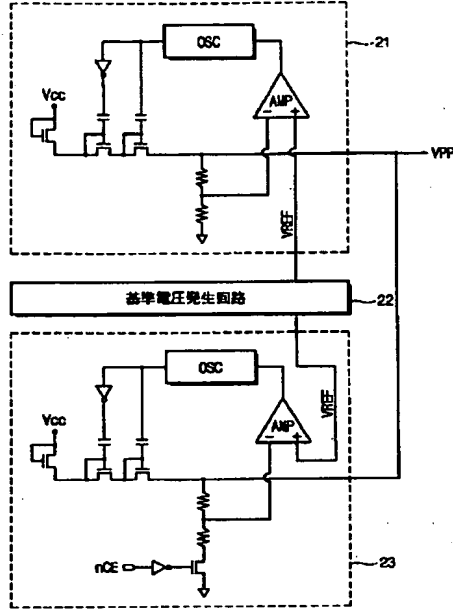 OSC
21
Vcc
AMP
- +
VPP
VREF
基準電圧発生回路
22
OSC
Vcc
AMP
- +
VREF
nCE
23